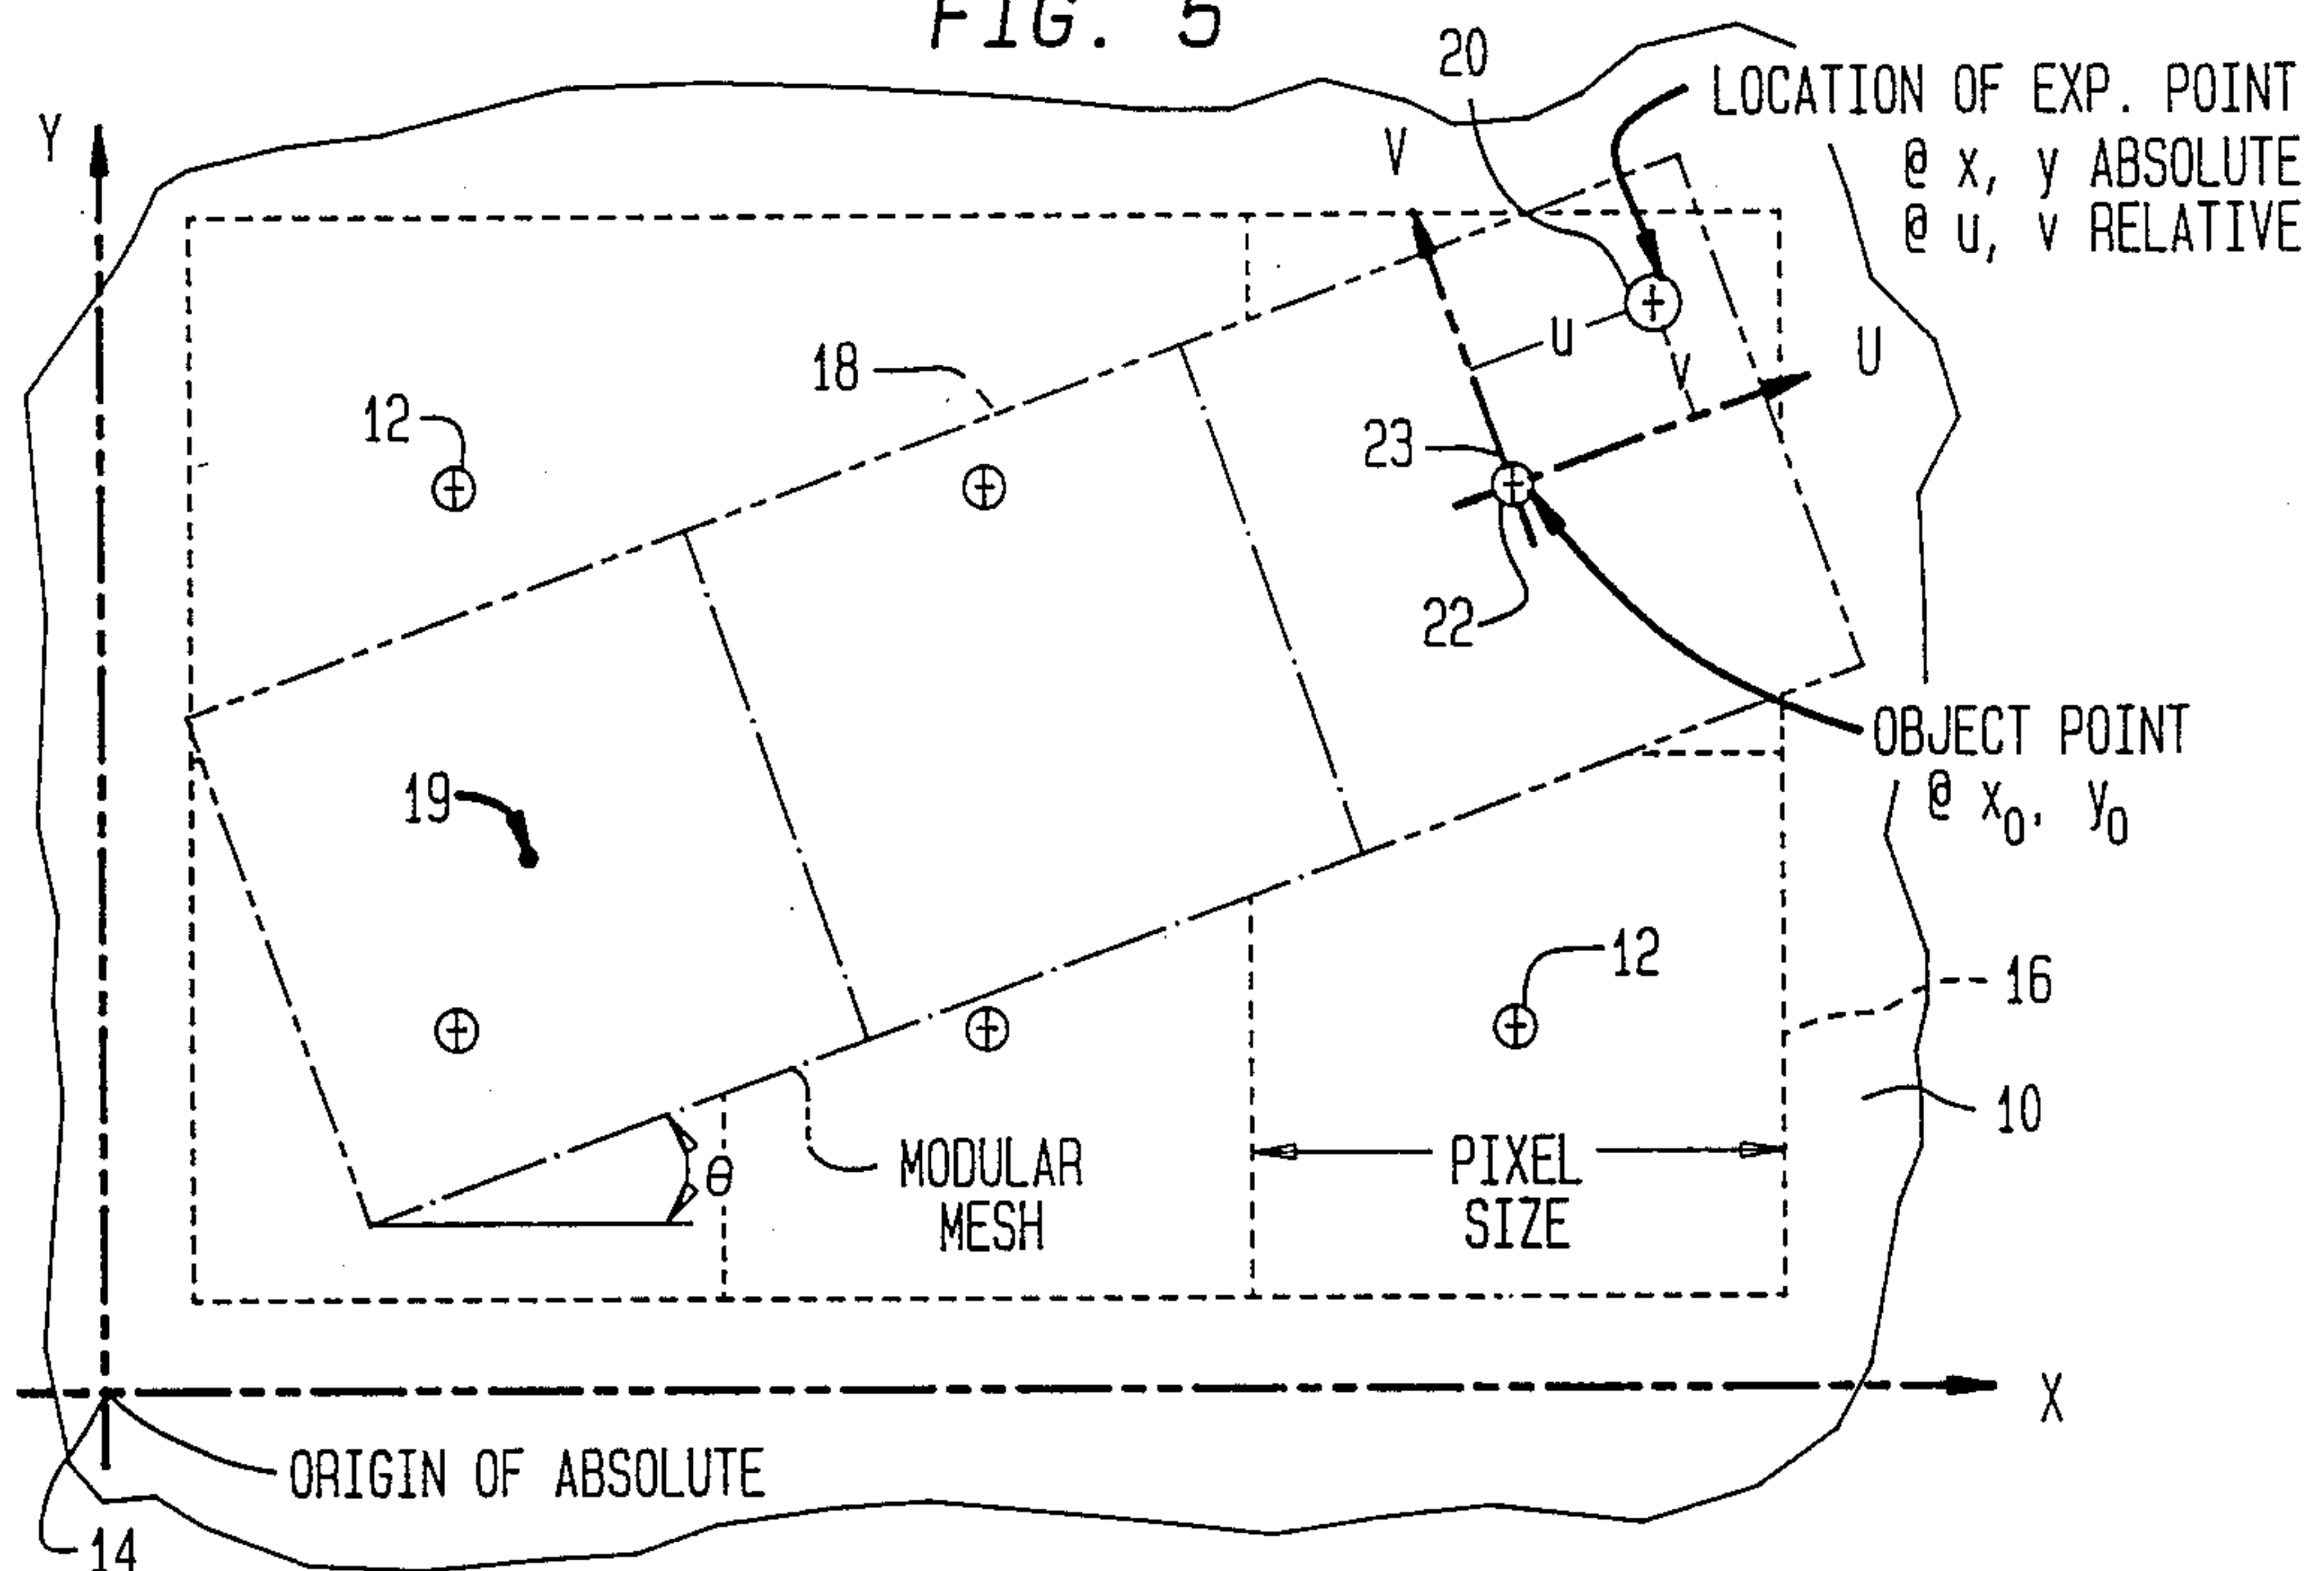 FIG. 5
20
LOCATION OF EXP. POINT
@ x, y ABSOLUTE
@ u, v RELATIVE
Y
V
U
u
v
18
12
23
22
OBJECT POINT
@ x₀, y₀
19
12
16
10
θ
MODULAR
MESH
PIXEL
SIZE
X
ORIGIN OF ABSOLUTE
14